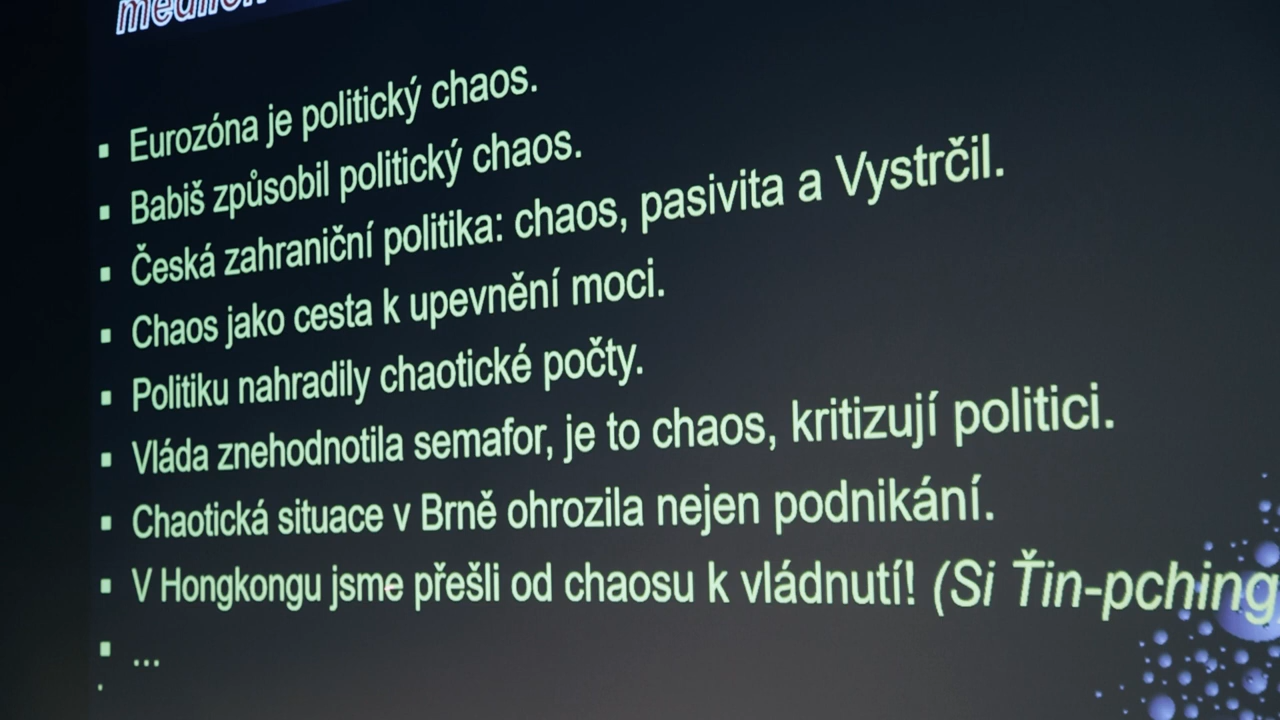 ▪ Eurozóna je politický chaos.
▪ Babiš způsobil politický chaos.
▪ Česká zahraniční politika: chaos, pasivita a Vystrčil.
▪ Chaos jako cesta k upevnění moci.
▪ Politiku nahradily chaotické počty.
▪ Vláda znehodnotila semafor, je to chaos, kritizují politici.
▪ Chaotická situace v Brně ohrozila nejen podnikání.
▪ V Hongkongu jsme přešli od chaosu k vládnutí! (Si Ťin-pching
▪ ...